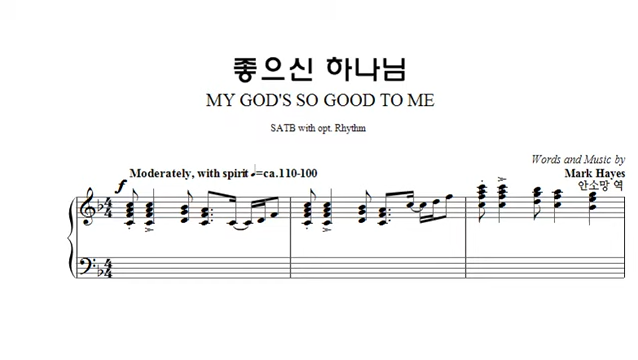 좋으신 하나님
MY GOD'S SO GOOD TO ME
SATB with opt. Rhythm
Words and Music by
Moderately, with spirit ♩=ca.110-100
Mark Hayes
안소망 역
f